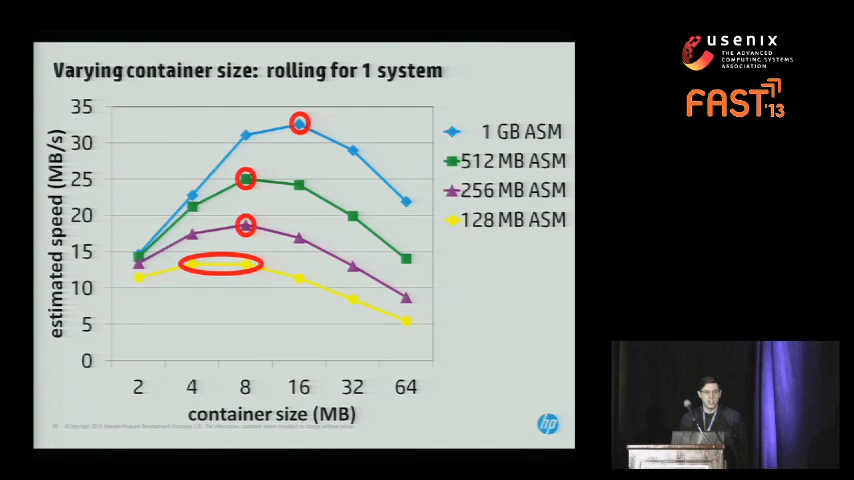 Varying container size: rolling for 1 system
estimated speed (MB/s)
35
30
25
20
15
10
5
0
2 4 8 16 32 64
container size (MB)
1 GB ASM
512 MB ASM
256 MB ASM
128 MB ASM
hp
usenix
THE ADVANCED
COMPUTING SYSTEMS
ASSOCIATION
FAST'13